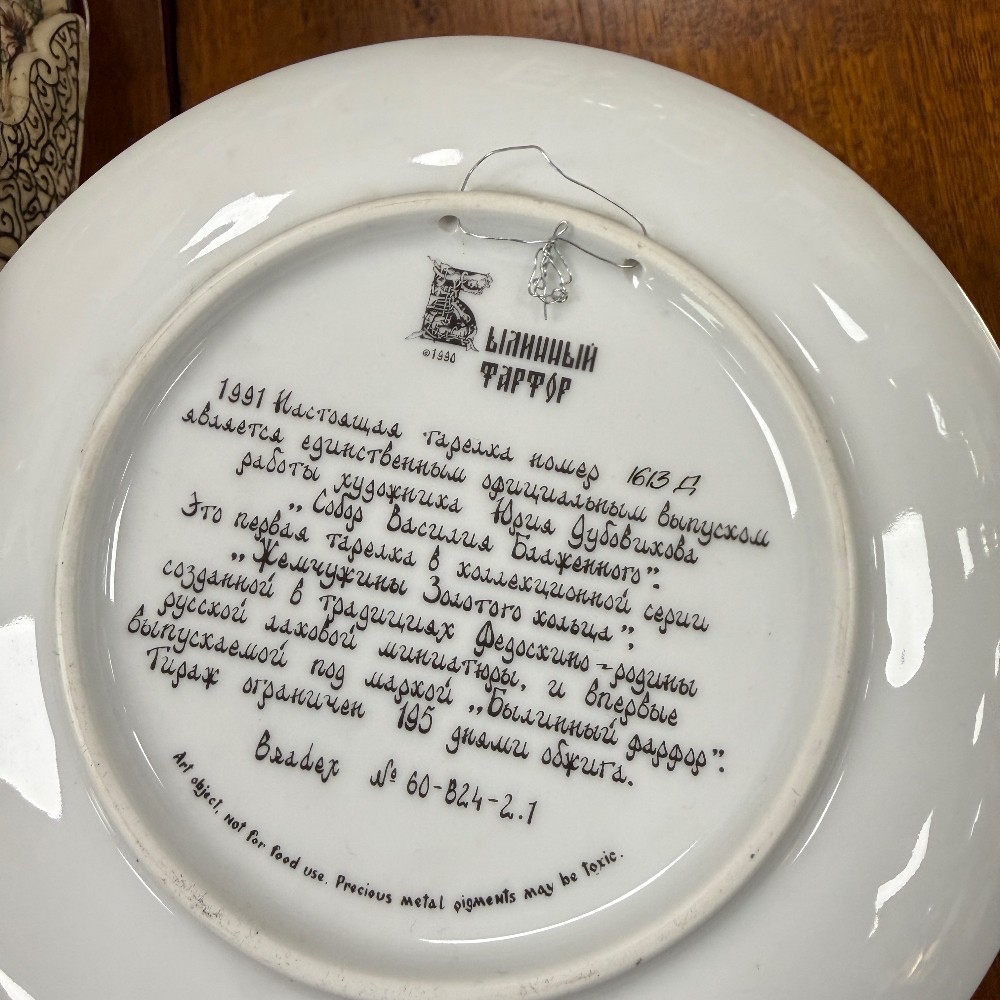 Былинный
©1990
фарфор
1991 Настоящая тарелка номер 1613 Д
является единственным официальным выпуском
работы художника Юрия Дубовикова
„Собор Василия Блаженного”.
Это первая тарелка в коллекционной серии
„Жемчужины Золотого кольца”,
созданной в традициях Федоскино-родины
русской лаковой миниатюры, и впервые
выпускаемой под маркой „Былинный фарфор”.
Тираж ограничен 195 днями обжига.
Bradex № 60-B24-2.1
Art object, Not for food use. Precious metal pigments may be toxic.